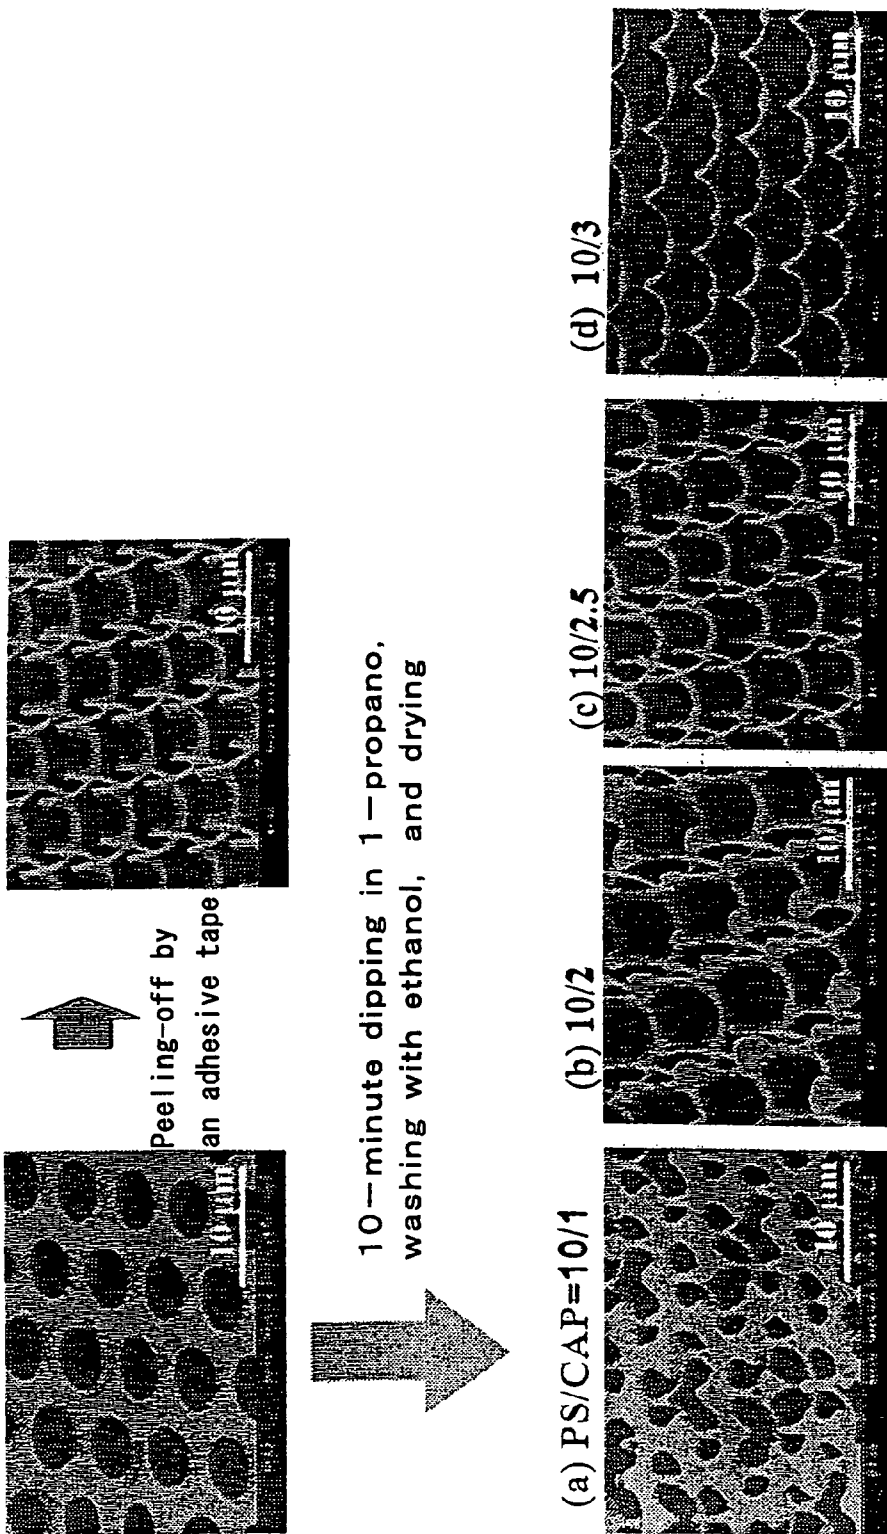 10 μm
Peeling-off by
an adhesive tape
10 μm
10—minute dipping in 1—propano,
washing with ethanol, and drying
(a) PS/CAP=10/1
(b) 10/2
(c) 10/2.5
(d) 10/3
10 μm
10 μm
10 μm
10 μm